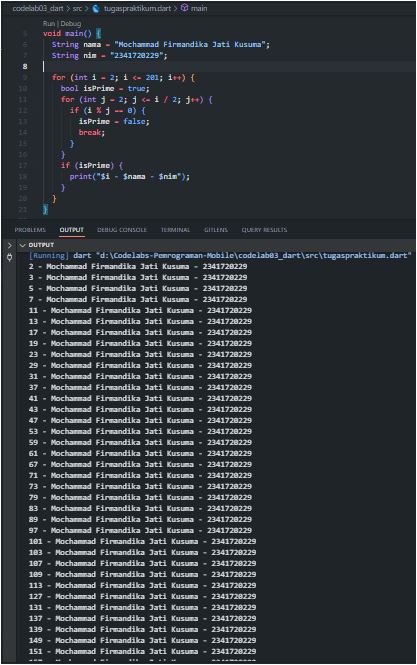 codelab03_dart > src > tugaspraktikum.dart > main
Run | Debug
5 void main() {
6 String nama = "Mochammad Firmandika Jati Kusuma";
7 String nim = "2341720229";
8
9 for (int i = 2; i <= 201; i++) {
10 bool isPrime = true;
11 for (int j = 2; j <= i / 2; j++) {
12 if (i % j == 0) {
13 isPrime = false;
14 break;
15 }
16 }
17 if (isPrime) {
18 print("$i - $nama - $nim");
19 }
20 }
21 }
PROBLEMS OUTPUT DEBUG CONSOLE TERMINAL GITLENS QUERY RESULTS
OUTPUT
[Running] dart "d:\Codelabs-Pemrograman-Mobile\codelab03_dart\src\tugaspraktikum.dart"
2 - Mochammad Firmandika Jati Kusuma - 2341720229
3 - Mochammad Firmandika Jati Kusuma - 2341720229
5 - Mochammad Firmandika Jati Kusuma - 2341720229
7 - Mochammad Firmandika Jati Kusuma - 2341720229
11 - Mochammad Firmandika Jati Kusuma - 2341720229
13 - Mochammad Firmandika Jati Kusuma - 2341720229
17 - Mochammad Firmandika Jati Kusuma - 2341720229
19 - Mochammad Firmandika Jati Kusuma - 2341720229
23 - Mochammad Firmandika Jati Kusuma - 2341720229
29 - Mochammad Firmandika Jati Kusuma - 2341720229
31 - Mochammad Firmandika Jati Kusuma - 2341720229
37 - Mochammad Firmandika Jati Kusuma - 2341720229
41 - Mochammad Firmandika Jati Kusuma - 2341720229
43 - Mochammad Firmandika Jati Kusuma - 2341720229
47 - Mochammad Firmandika Jati Kusuma - 2341720229
53 - Mochammad Firmandika Jati Kusuma - 2341720229
59 - Mochammad Firmandika Jati Kusuma - 2341720229
61 - Mochammad Firmandika Jati Kusuma - 2341720229
67 - Mochammad Firmandika Jati Kusuma - 2341720229
71 - Mochammad Firmandika Jati Kusuma - 2341720229
73 - Mochammad Firmandika Jati Kusuma - 2341720229
79 - Mochammad Firmandika Jati Kusuma - 2341720229
83 - Mochammad Firmandika Jati Kusuma - 2341720229
89 - Mochammad Firmandika Jati Kusuma - 2341720229
97 - Mochammad Firmandika Jati Kusuma - 2341720229
101 - Mochammad Firmandika Jati Kusuma - 2341720229
103 - Mochammad Firmandika Jati Kusuma - 2341720229
107 - Mochammad Firmandika Jati Kusuma - 2341720229
109 - Mochammad Firmandika Jati Kusuma - 2341720229
113 - Mochammad Firmandika Jati Kusuma - 2341720229
127 - Mochammad Firmandika Jati Kusuma - 2341720229
131 - Mochammad Firmandika Jati Kusuma - 2341720229
137 - Mochammad Firmandika Jati Kusuma - 2341720229
139 - Mochammad Firmandika Jati Kusuma - 2341720229
149 - Mochammad Firmandika Jati Kusuma - 2341720229
151 - Mochammad Firmandika Jati Kusuma - 2341720229